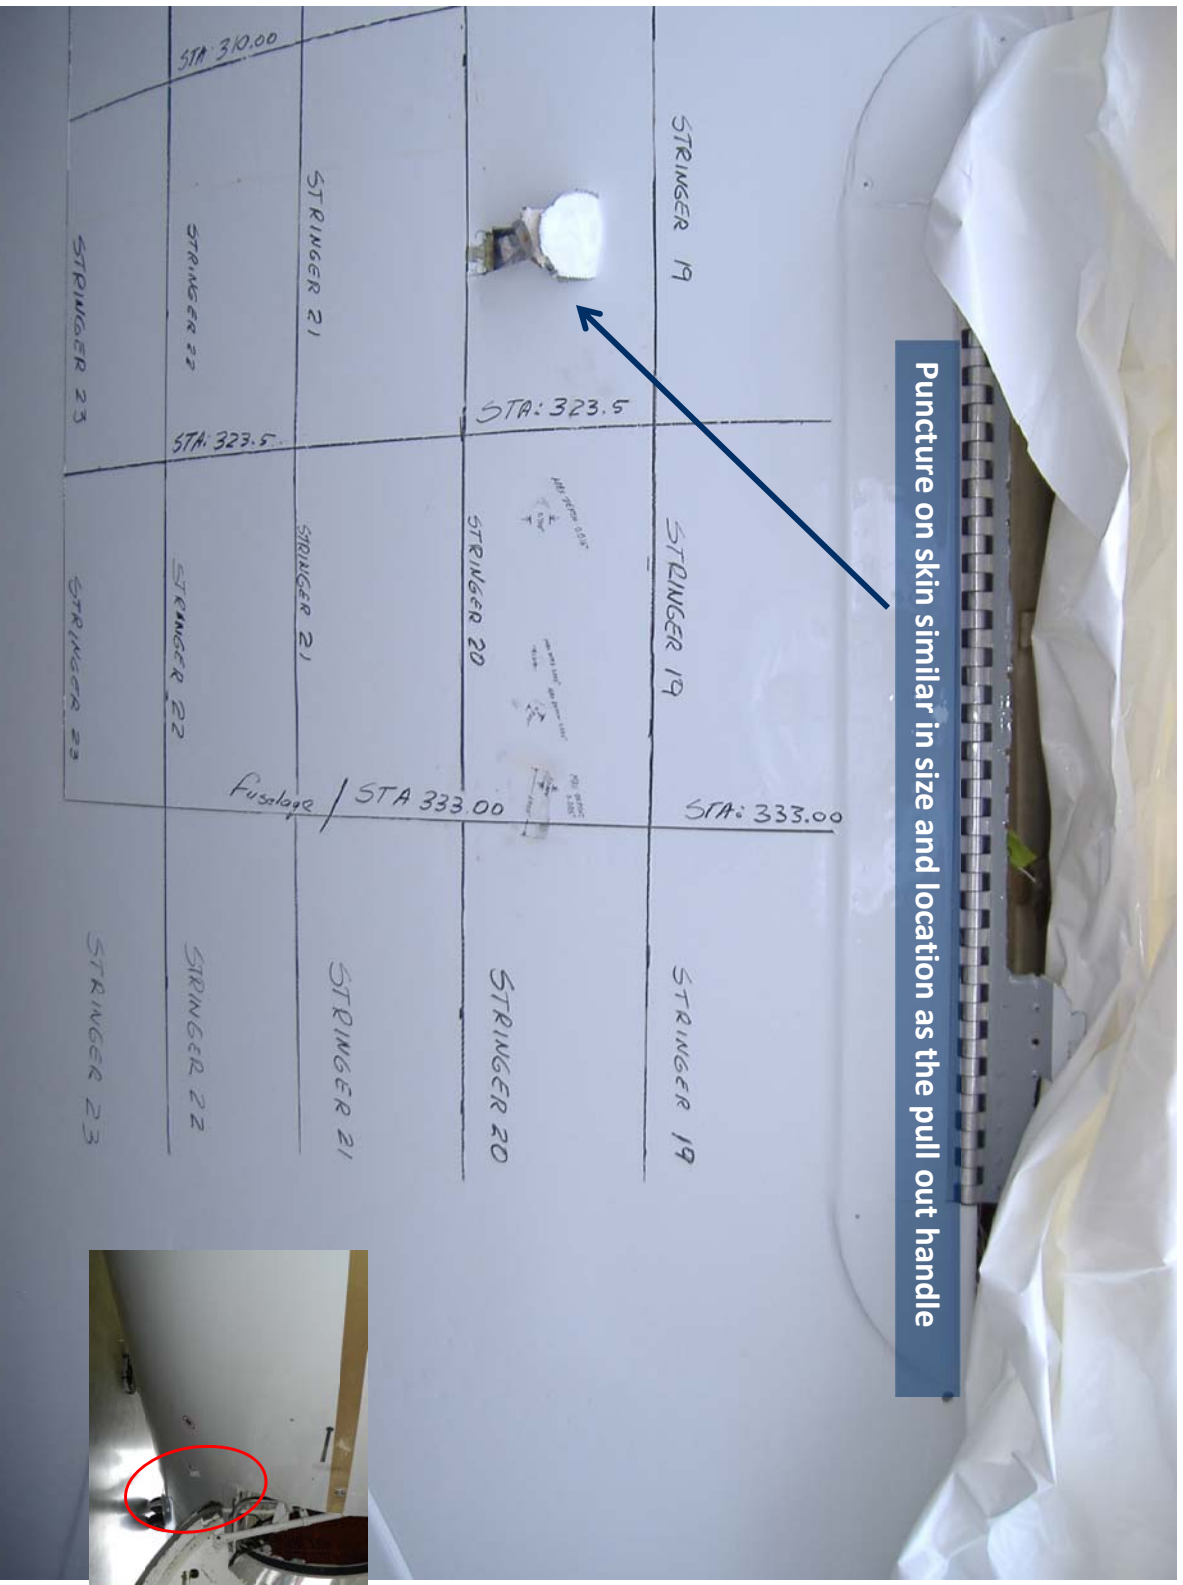 Puncture on skin similar in size and location as the pull out handle
STRINGER 19
STRINGER 19
STRINGER 19
STA: 323.5
STA: 333.00
STRINGER 20
STRINGER 20
STA 310.00
STRINGER 21
STRINGER 21
STRINGER 21
STA: 323.5
Fuselage / STA 333.00
STRINGER 22
STRINGER 22
STRINGER 22
STRINGER 23
STRINGER 23
STRINGER 23